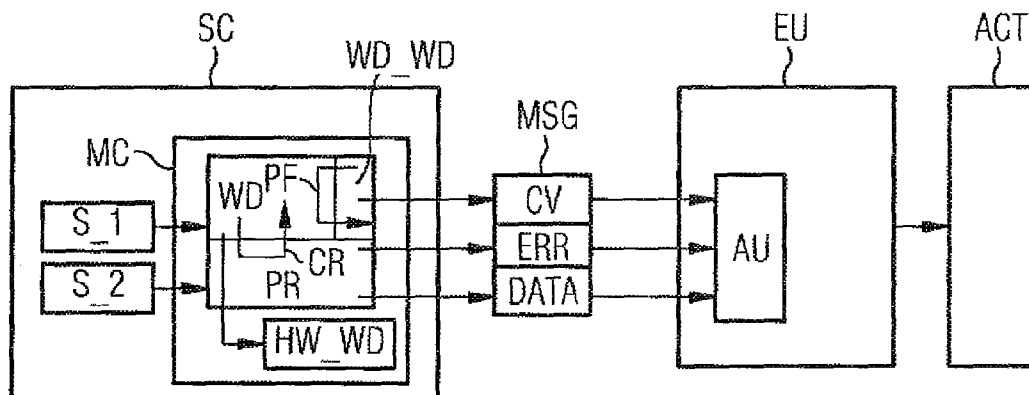 SC
EU
ACT
WD_WD
MSG
MC
PF
WD
S_1
CV
CR
ERR
AU
S_2
PR
DATA
HW_WD